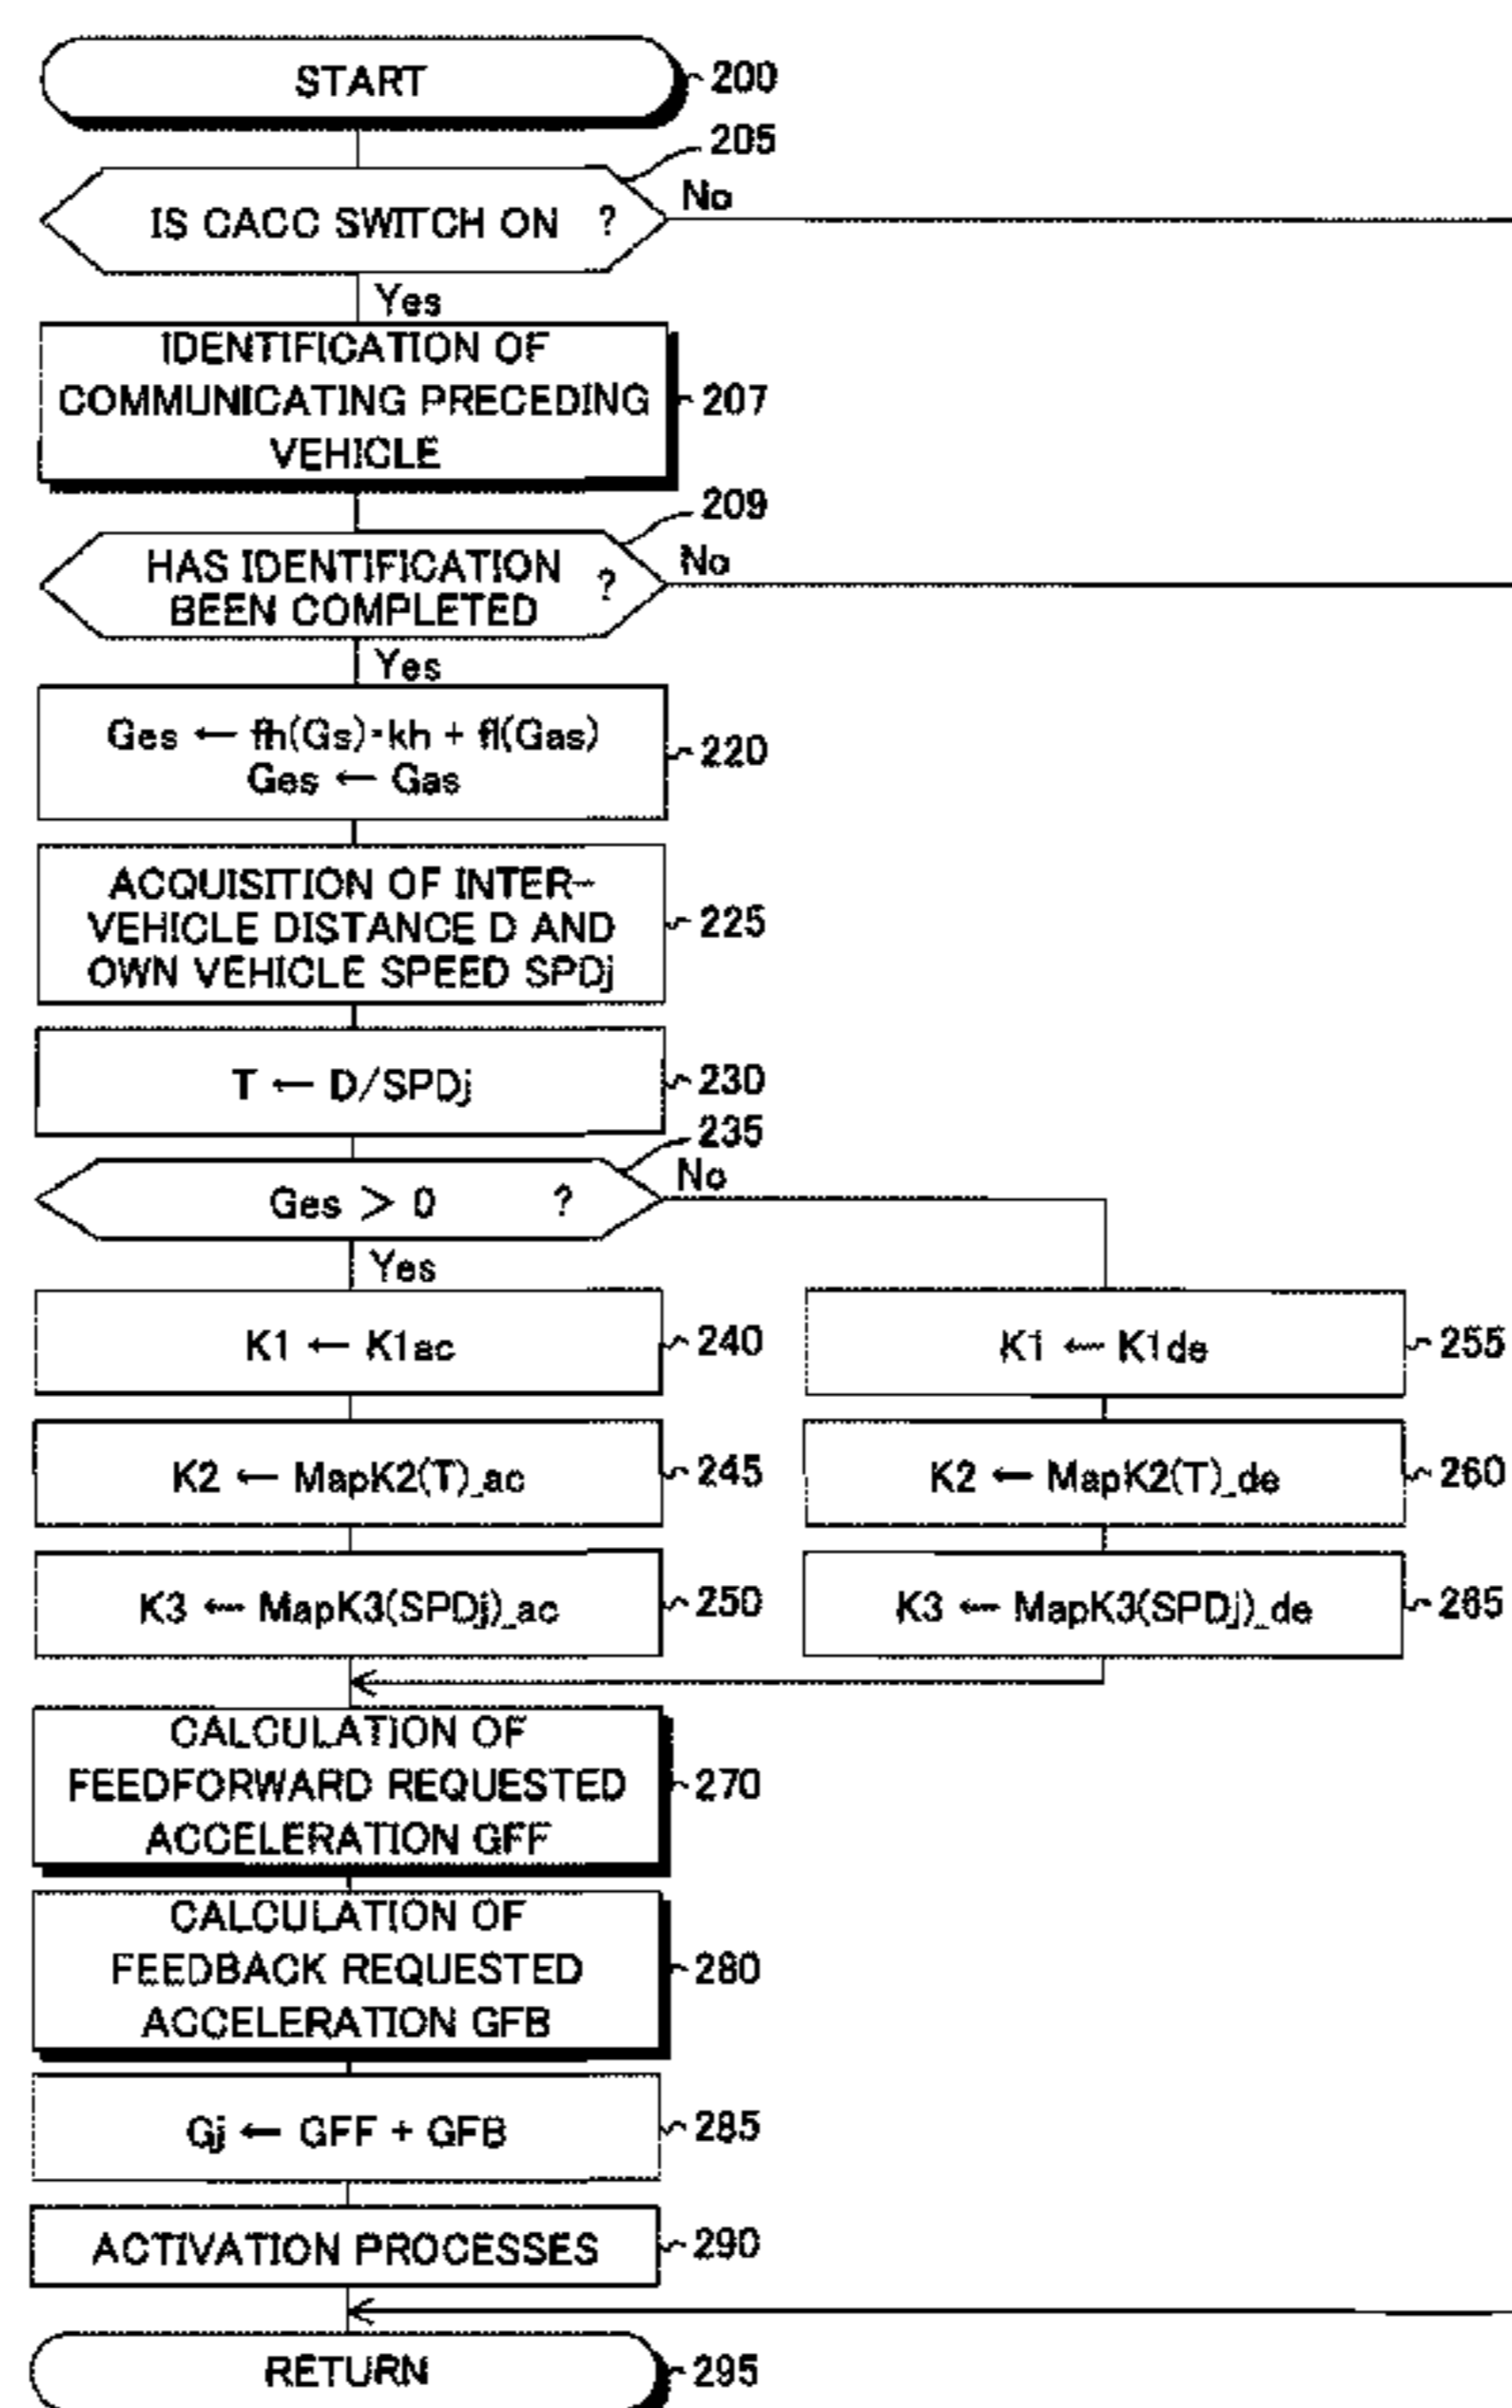 START
200
205
IS CACC SWITCH ON ?
No
Yes
IDENTIFICATION OF
COMMUNICATING PRECEDING
VEHICLE
207
209
HAS IDENTIFICATION
BEEN COMPLETED ?
No
Yes
Ges ← fh(Gs)・kh + fl(Gas)
Ges ← Gas
220
ACQUISITION OF INTER-
VEHICLE DISTANCE D AND
OWN VEHICLE SPEED SPDj
225
T ← D/SPDj
230
235
Ges > 0 ?
No
Yes
K1 ← K1ac
240
K1 ← K1de
255
K2 ← MapK2(T)_ac
245
K2 ← MapK2(T)_de
260
K3 ← MapK3(SPDj)_ac
250
K3 ← MapK3(SPDj)_de
265
CALCULATION OF
FEEDFORWARD REQUESTED
ACCELERATION GFF
270
CALCULATION OF
FEEDBACK REQUESTED
ACCELERATION GFB
280
Gj ← GFF + GFB
285
ACTIVATION PROCESSES
290
RETURN
295